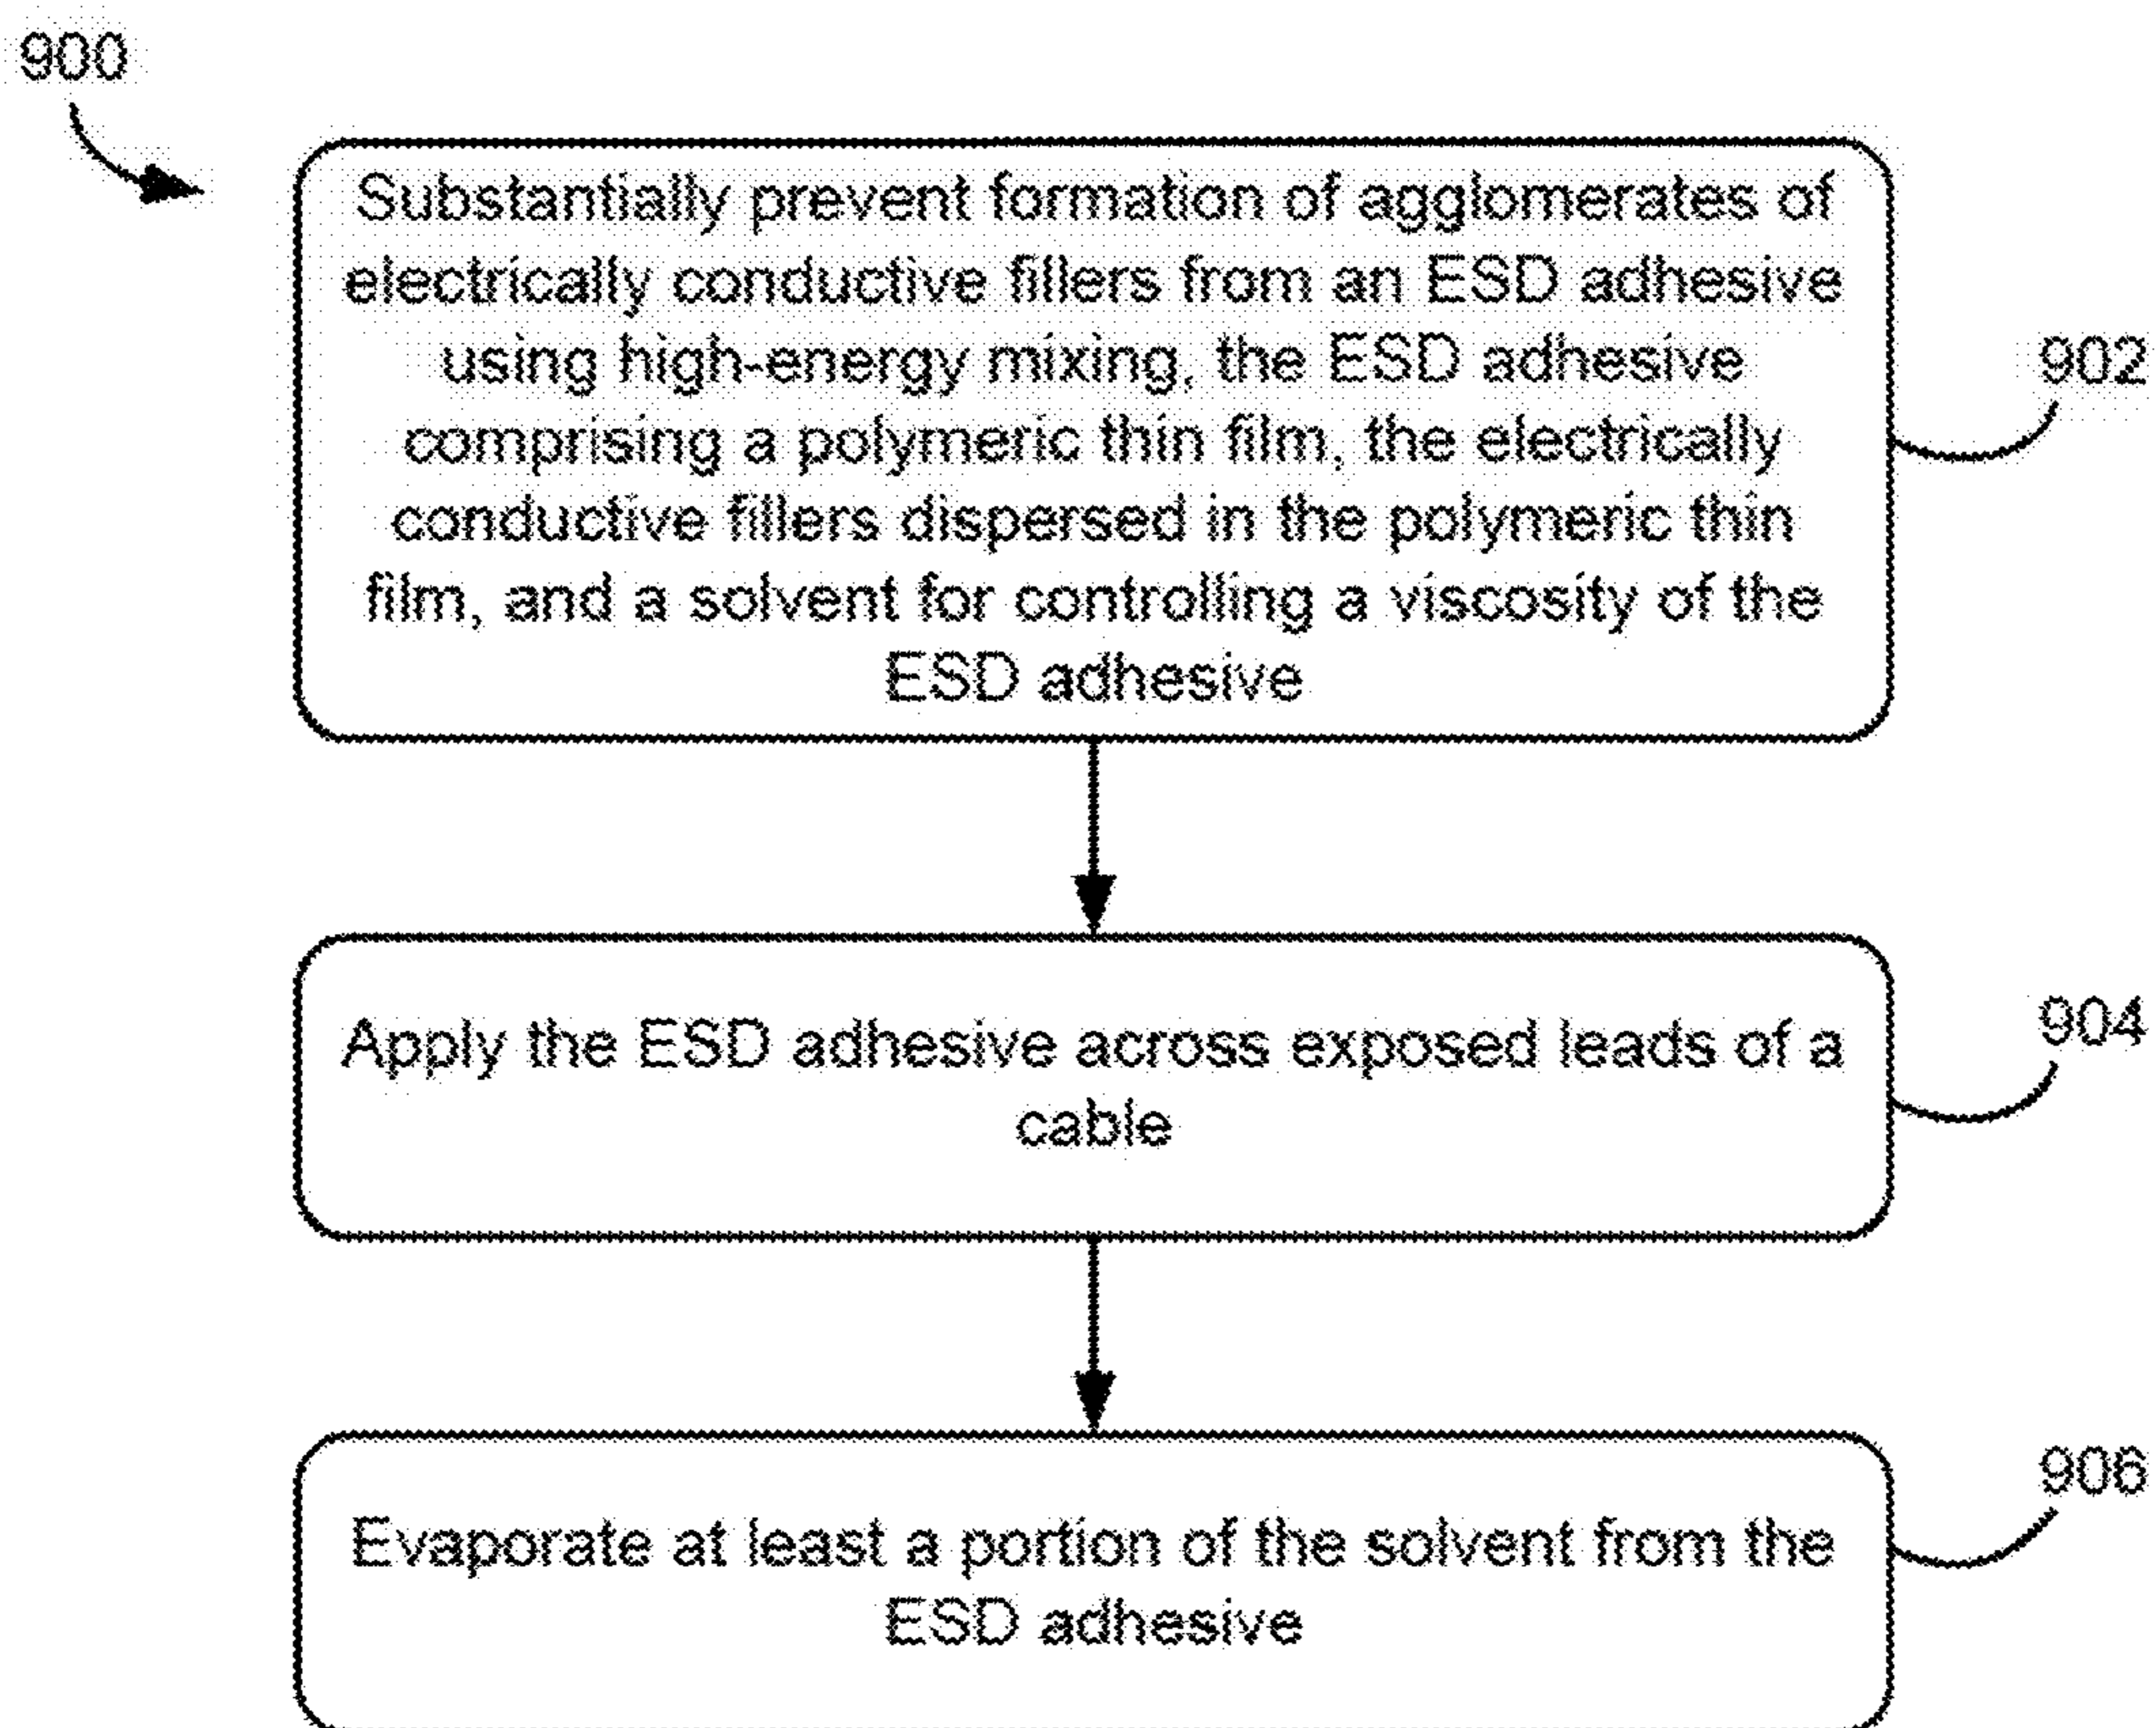 900
Substantially prevent formation of agglomerates of
electrically conductive fillers from an ESD adhesive
using high-energy mixing, the ESD adhesive
comprising a polymeric thin film, the electrically
conductive fillers dispersed in the polymeric thin
film, and a solvent for controlling a viscosity of the
ESD adhesive
902
Apply the ESD adhesive across exposed leads of a
cable
904
Evaporate at least a portion of the solvent from the
ESD adhesive
906